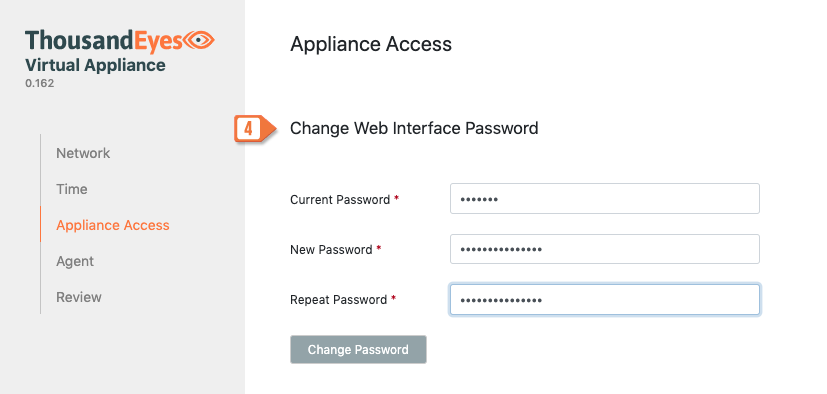 ThousandEyes
Virtual Appliance
0.162
Network
Time
Appliance Access
Agent
Review
Appliance Access
4
Change Web Interface Password
Current Password *
•••••••
New Password *
•••••••••••••••
Repeat Password *
•••••••••••••••
Change Password